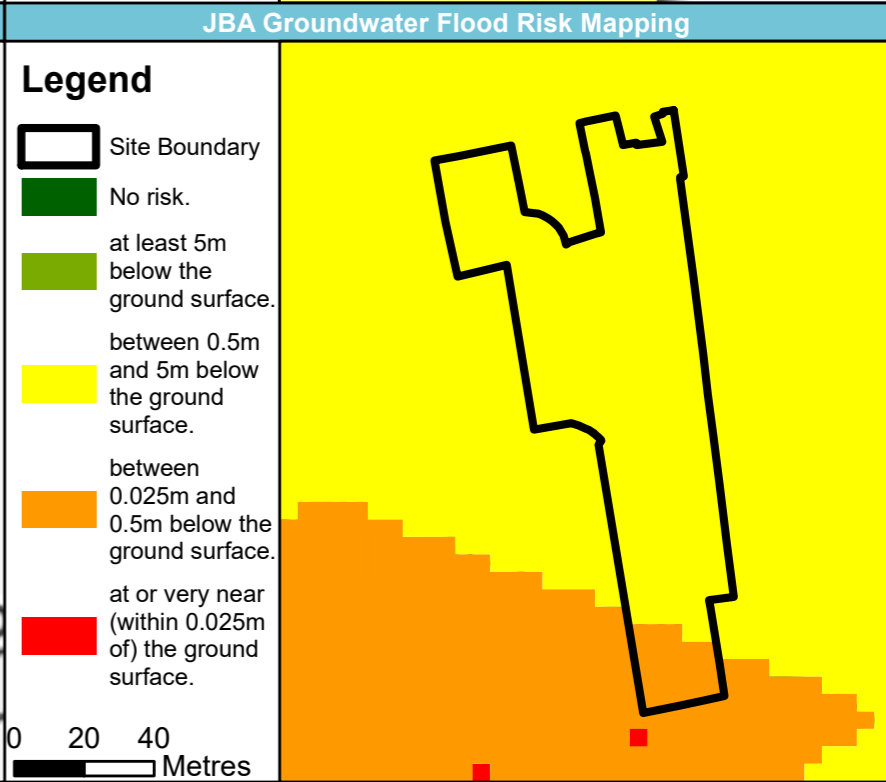 JBA Groundwater Flood Risk Mapping
Legend
Site Boundary
No risk.
at least 5m
below the
ground surface.
between 0.5m
and 5m below
the ground
surface.
between
0.025m and
0.5m below the
ground surface.
at or very near
(within 0.025m
of) the ground
surface.
0 20 40
Metres